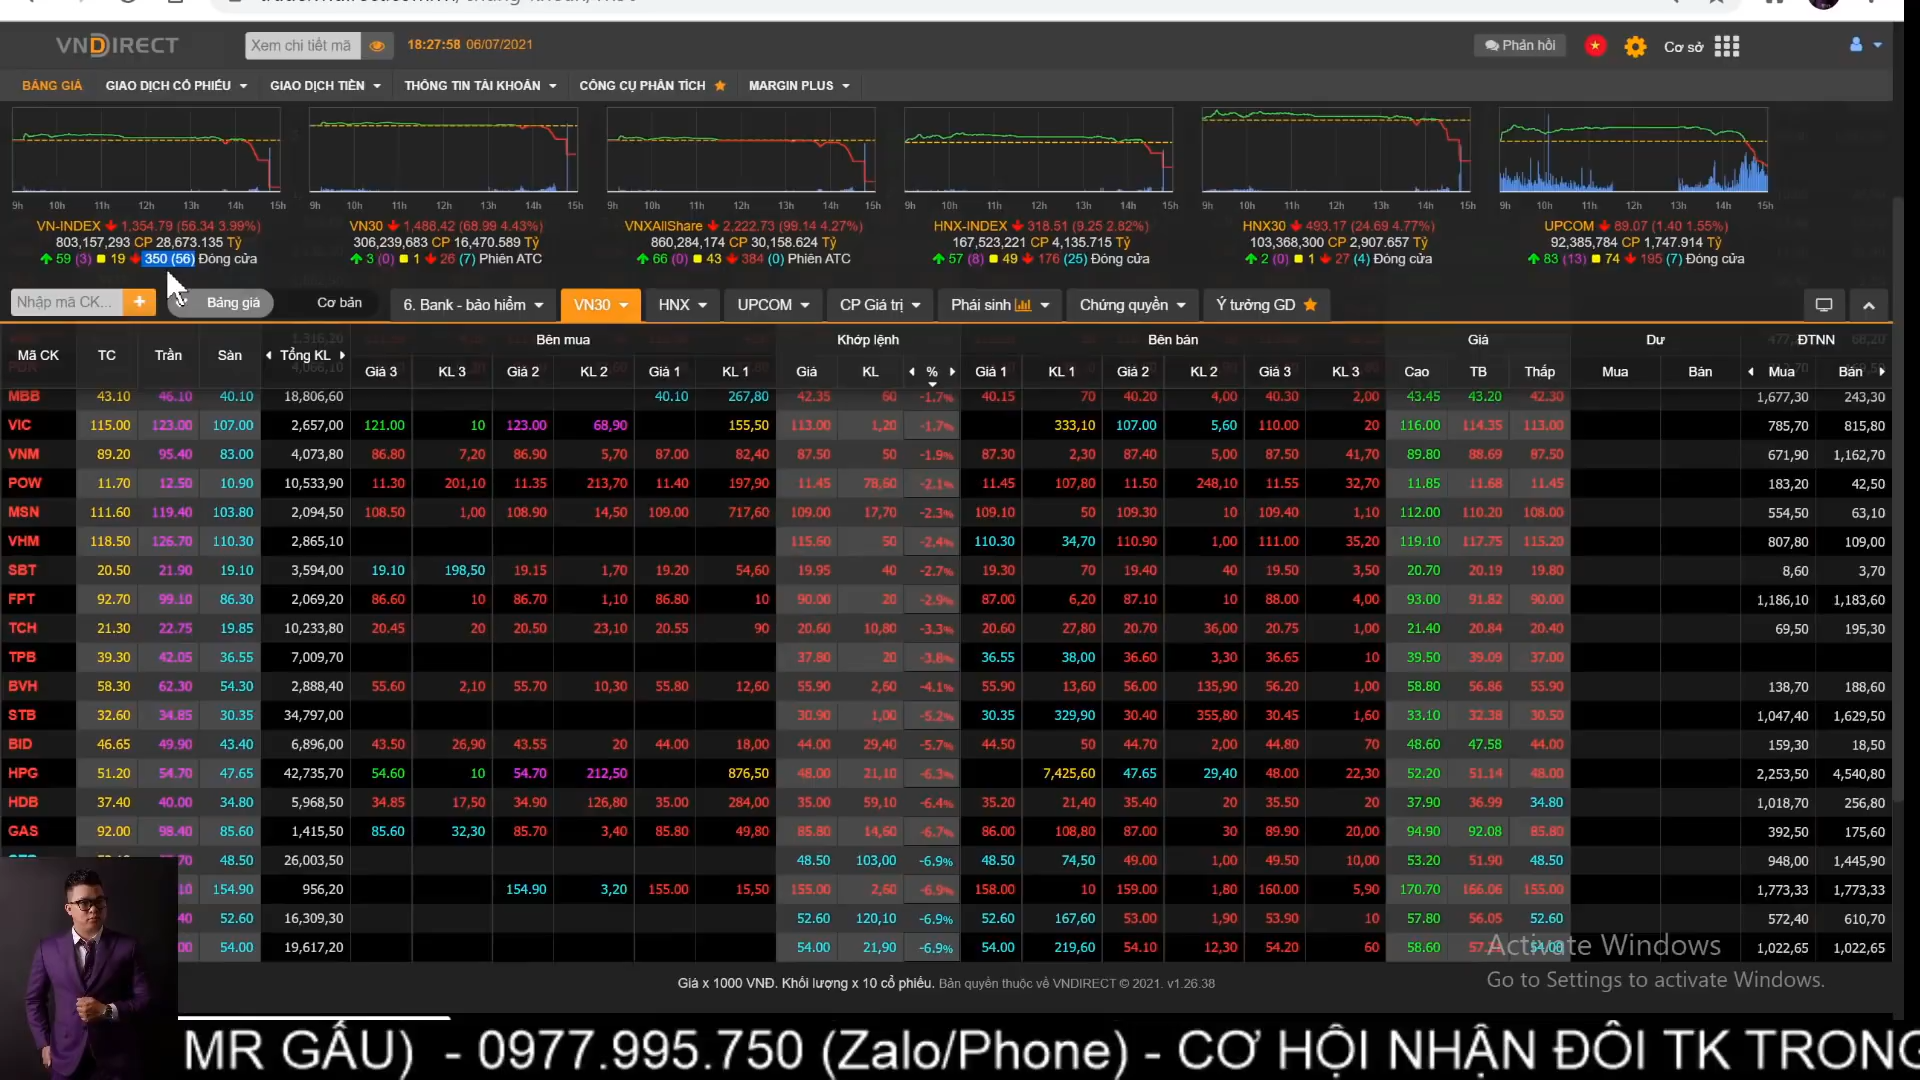 VNDIRECT
Xem chi tiết mã
18:27:58 06/07/2021
Phản hồi
Cơ sở
BẢNG GIÁ GIAO DỊCH CỔ PHIẾU GIAO DỊCH TIỀN THÔNG TIN TÀI KHOẢN CÔNG CỤ PHÂN TÍCH MARGIN PLUS
9h 10h 11h 12h 13h 14h 15h 9h 10h 11h 12h 13h 14h 15h 9h 10h 11h 12h 13h 14h 15h 9h 10h 11h 12h 13h 14h 15h 9h 10h 11h 12h 13h 14h 15h 9h 10h 11h 12h 13h 14h 15h
VN-INDEX 1,354.79 (56.34 3.99%) VN30 1,488.42 (68.99 4.43%) VNXAllShare 2,222.73 (99.14 4.27%) HNX-INDEX 318.51 (9.25 2.82%) HNX30 493.17 (24.69 4.77%) UPCOM 89.07 (1.40 1.55%)
803,157,293 CP 28,673.135 Tỷ 306,239,683 CP 16,470.589 Tỷ 860,284,174 CP 30,158.624 Tỷ 167,523,221 CP 4,135.715 Tỷ 103,368,300 CP 2,907.657 Tỷ 92,385,784 CP 1,747.914 Tỷ
59 (3) 19 350 (56) Đóng cửa 3 (0) 1 26 (7) Phiên ATC 66 (0) 43 384 (0) Phiên ATC 57 (8) 49 176 (25) Đóng cửa 2 (0) 1 27 (4) Đóng cửa 83 (13) 74 195 (7) Đóng cửa
Nhập mã CK... + Bảng giá Cơ bản 6. Bank - bảo hiểm VN30 HNX UPCOM CP Giá trị Phái sinh Chứng quyền Ý tưởng GD
Mã CK TC Trần Sàn Tổng KL Bên mua Khớp lệnh Bên bán Giá Dư ĐTNN
Giá 3 KL 3 Giá 2 KL 2 Giá 1 KL 1 Giá KL % Giá 1 KL 1 Giá 2 KL 2 Giá 3 KL 3 Cao TB Thấp Mua Bán Mua Bán
MBB 43.10 46.10 40.10 18,806,60 40.10 267,80 42.35 60 -1.7% 40.15 70 40.20 4,00 40.30 2,00 43.45 43.20 42.30 1,677,30 243,30
VIC 115.00 123.00 107.00 2,657,00 121.00 10 123.00 68,90 155,50 113.00 1,20 -1.7% 333,10 107.00 5,60 110.00 20 116.00 114.35 113.00 785,70 815,80
VNM 89.20 95.40 83.00 4,073,80 86.80 7,20 86.90 5,70 87.00 82,40 87.50 50 -1.9% 87.30 2,30 87.40 5,00 87.50 41,70 89.80 88.69 87.50 671,90 1,162,70
POW 11.70 12.50 10.90 10,533,90 11.30 201,10 11.35 213,70 11.40 197,90 11.45 78,60 -2.1% 11.45 107,80 11.50 248,10 11.55 32,70 11.85 11.68 11.45 183,20 42,50
MSN 111.60 119.40 103.80 2,094,50 108.50 1,00 108.90 14,50 109.00 717,60 109.00 17,70 -2.3% 109.10 50 109.30 10 109.40 1,10 112.00 110.20 108.00 554,50 63,10
VHM 118.50 126.70 110.30 2,865,10 115.60 50 -2.4% 110.30 34,70 110.90 1,00 111.00 35,20 119.10 117.75 115.20 807,80 109,00
SBT 20.50 21.90 19.10 3,594,00 19.10 198,50 19.15 1,70 19.20 54,60 19.95 40 -2.7% 19.30 70 19.40 40 19.50 3,50 20.70 20.19 19.80 8,60 3,70
FPT 92.70 99.10 86.30 2,069,20 86.60 10 86.70 1,10 86.80 10 90.00 20 -2.9% 87.00 6,20 87.10 10 88.00 4,00 93.00 91.82 90.00 1,186,10 1,183,60
TCH 21.30 22.75 19.85 10,233,80 20.45 20 20.50 23,10 20.55 90 20.60 10,80 -3.3% 20.60 27,80 20.70 36,00 20.75 1,00 21.40 20.84 20.40 69,50 195,30
TPB 39.30 42.05 36.55 7,009,70 37.80 20 -3.8% 36.55 38,00 36.60 3,30 36.65 10 39.50 39.09 37.00
BVH 58.30 62.30 54.30 2,888,40 55.60 2,10 55.70 10,30 55.80 12,60 55.90 2,60 -4.1% 55.90 13,60 56.00 135,90 56.20 1,00 58.80 56.86 55.90 138,70 188,60
STB 32.60 34.85 30.35 34,797,00 30.90 1,00 -5.2% 30.35 329,90 30.40 355,80 30.45 1,60 33.10 32.38 30.50 1,047,40 1,629,50
BID 46.65 49.90 43.40 6,896,00 43.50 26,90 43.55 20 44.00 18,00 44.00 29,40 -5.7% 44.50 50 44.70 2,00 44.80 70 48.60 47.58 44.00 159,30 18,50
HPG 51.20 54.70 47.65 42,735,70 54.60 10 54.70 212,50 876,50 48.00 21,10 -6.3% 7,425,60 47.65 29,40 48.00 22,30 52.20 51.14 48.00 2,253,50 4,540,80
HDB 37.40 40.00 34.80 5,968,50 34.85 17,50 34.90 126,80 35.00 284,00 35.00 59,10 -6.4% 35.20 21,40 35.40 20 35.50 20 37.90 36.99 34.80 1,018,70 256,80
GAS 92.00 98.40 85.60 1,415,50 85.60 32,30 85.70 3,40 85.80 49,80 85.80 14,60 -6.7% 86.00 108,80 87.00 30 89.90 20,00 94.90 92.08 85.80 392,50 175,60
48.50 26,003,50 48.50 103,00 -6.9% 48.50 74,50 49.00 1,00 49.50 10,00 53.20 51.90 48.50 948,00 1,445,90
154.90 956,20 154.90 3,20 155.00 15,50 155.00 2,60 -6.9% 158.00 10 159.00 1,80 160.00 5,90 170.70 166.06 155.00 1,773,33 1,773,33
52.60 16,309,30 52.60 120,10 -6.9% 52.60 167,60 53.00 1,90 53.90 10 57.80 56.05 52.60 572,40 610,70
54.00 19,617,20 54.00 21,90 -6.9% 54.00 219,60 54.10 12,30 54.20 60 58.60 54.00 1,022,65 1,022,65
Activate Windows
Go to Settings to activate Windows.
Giá x 1000 VNĐ. Khối lượng x 10 cổ phiếu. Bản quyền thuộc về VNDIRECT © 2021. v1.26.38
MR GẤU) - 0977.995.750 (Zalo/Phone) - CƠ HỘI NHẬN ĐÔI TK TRONG